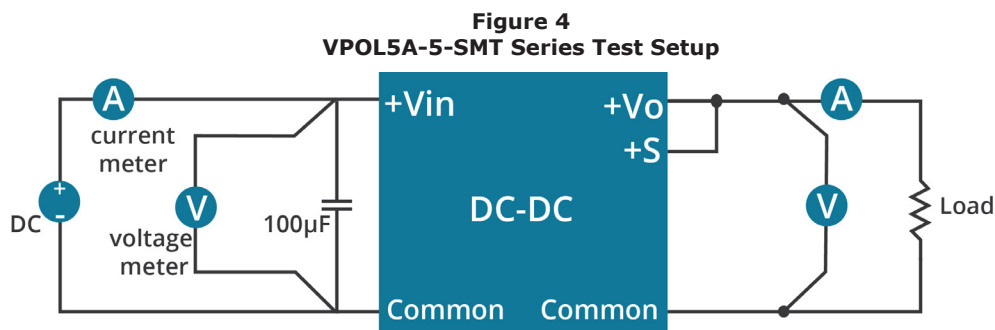 Figure 4
VPOL5A-5-SMT Series Test Setup
A
current
meter
+
-
DC
V
voltage
meter
100µF
+Vin
+Vo
+S
DC-DC
Common
Common
A
V
Load